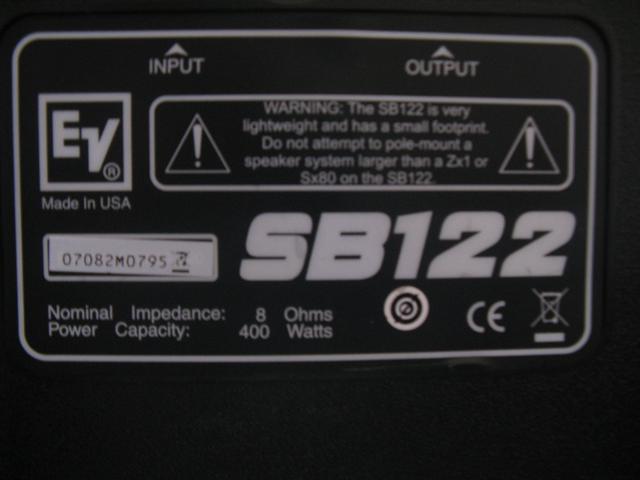 INPUT
OUTPUT
EV®
WARNING: The SB122 is very
lightweight and has a small footprint.
Do not attempt to pole-mount a
speaker system larger than a Zx1 or
Sx80 on the SB122.
Made In USA
07082M0795
SB122
Nominal Impedance: 8 Ohms
Power Capacity: 400 Watts
CE